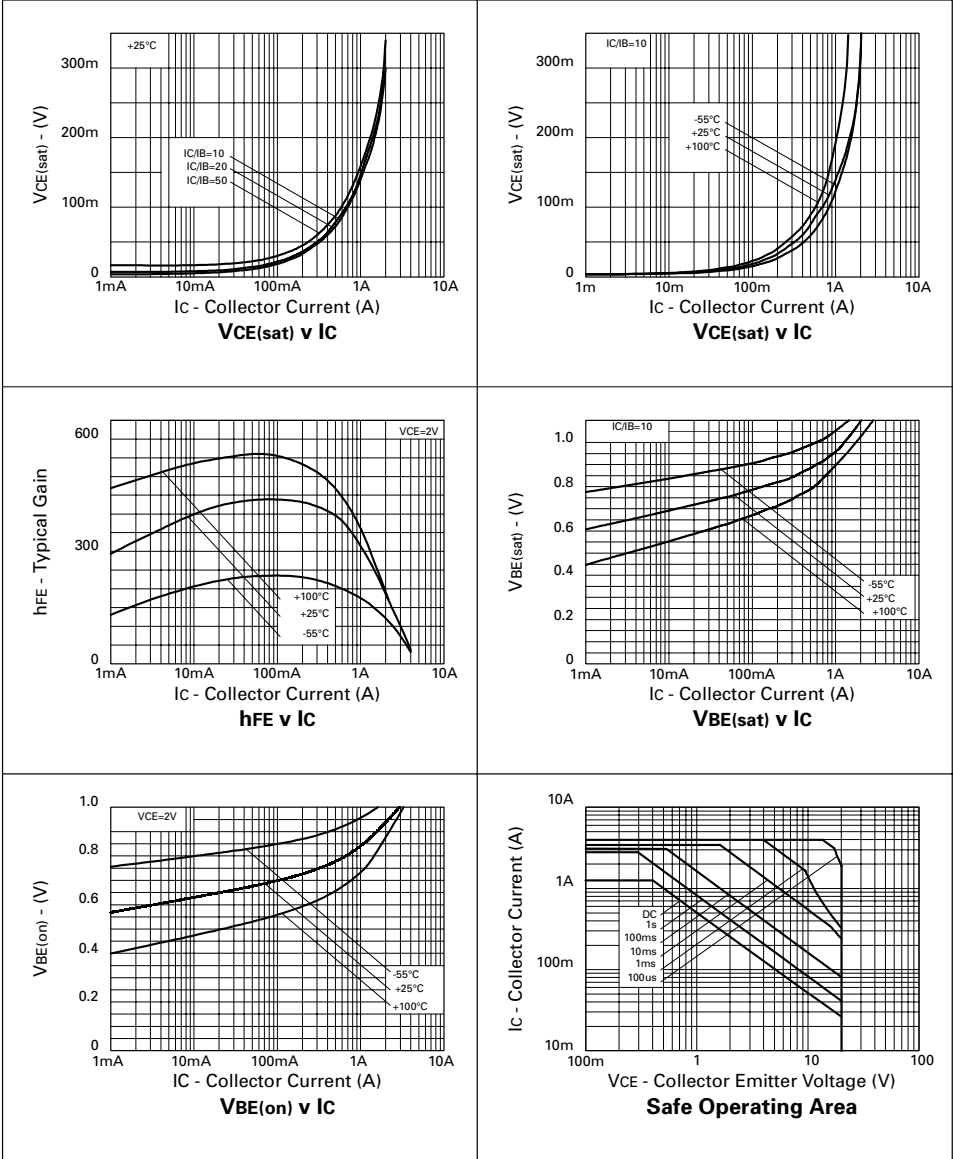 +25°C
300m
200m
100m
0
VCE(sat) - (V)
IC/IB=10
IC/IB=20
IC/IB=50
1mA 10mA 100mA 1A 10A
IC - Collector Current (A)
VCE(sat) v IC
IC/IB=10
300m
200m
100m
0
VCE(sat) - (V)
-55°C
+25°C
+100°C
1m 10m 100m 1A 10A
IC - Collector Current (A)
VCE(sat) v IC
600
300
0
hFE - Typical Gain
VCE=2V
+100°C
+25°C
-55°C
1mA 10mA 100mA 1A 10A
IC - Collector Current (A)
hFE v IC
IC/IB=10
1.0
0.8
0.6
0.4
0.2
0
VBE(sat) - (V)
-55°C
+25°C
+100°C
1mA 10mA 100mA 1A 10A
IC - Collector Current (A)
VBE(sat) v IC
1.0
0.8
0.6
0.4
0.2
0
VBE(on) - (V)
VCE=2V
-55°C
+25°C
+100°C
1mA 10mA 100mA 1A 10A
IC - Collector Current (A)
VBE(on) v IC
10A
1A
100m
10m
IC - Collector Current (A)
DC
1s
100ms
10ms
1ms
100us
100m 1 10 100
VCE - Collector Emitter Voltage (V)
Safe Operating Area